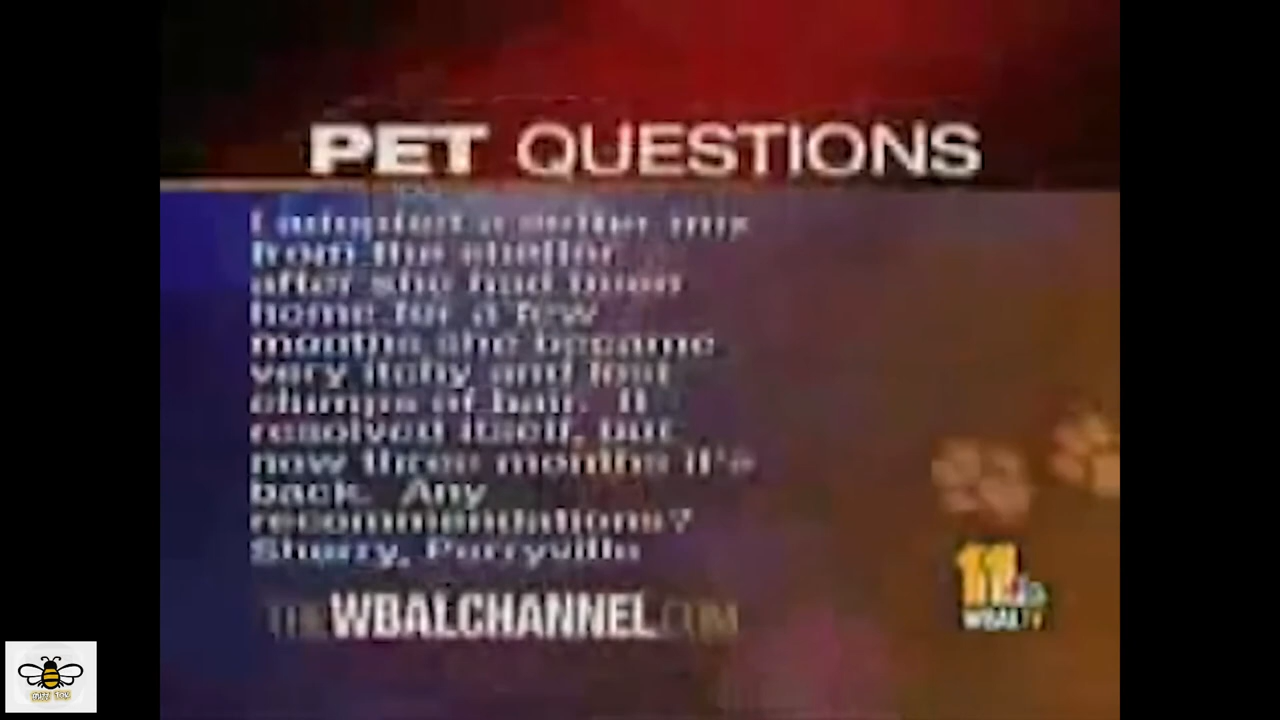 PET QUESTIONS
I adopted a setter mix
from the shelter
after she had been
home for a few
months she became
very itchy and lost
clumps of hair. It
resolved itself, but
now three months it's
back. Any
recommendations?
Sherry, Perryville
THEWBALCHANNEL.COM
11
WBALTV